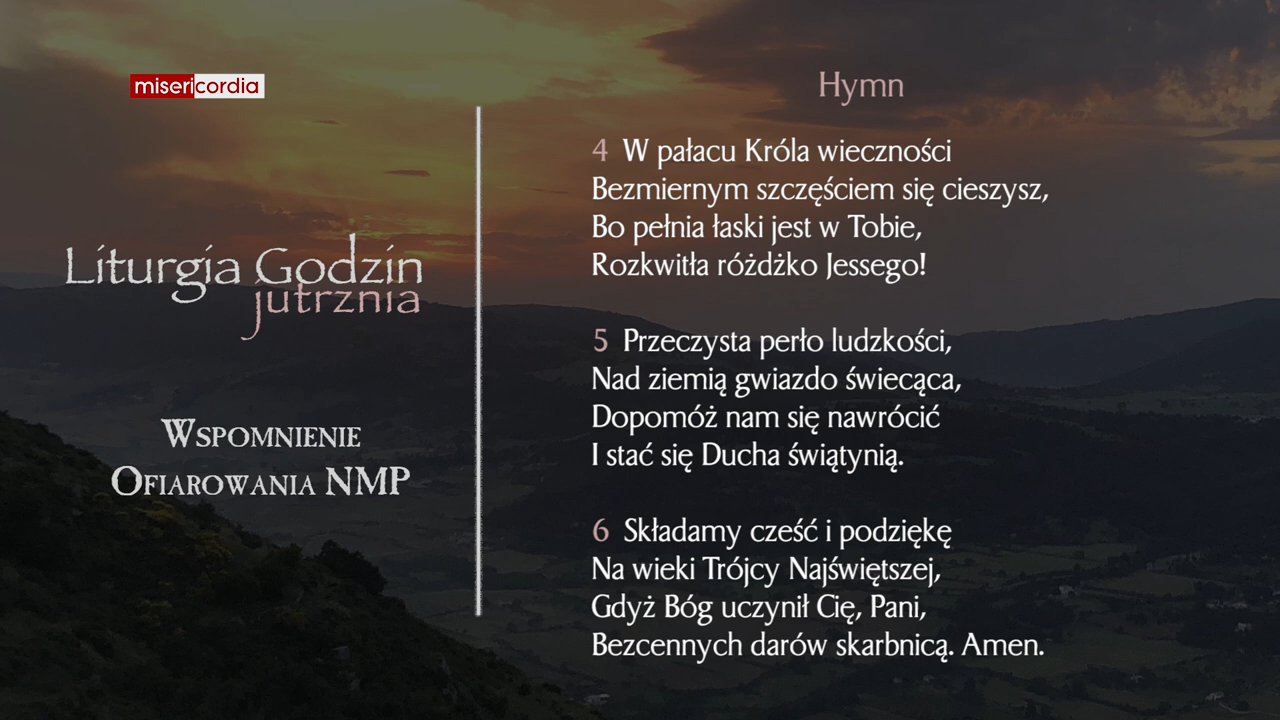 misericordia
Liturgia Godzin
jutrznia
Wspomnienie
Ofiarowania NMP
Hymn
4 W pałacu Króla wieczności
Bezmiernym szczęściem się cieszysz,
Bo pełnia łaski jest w Tobie,
Rozkwitła różdżko Jessego!
5 Przeczysta perło ludzkości,
Nad ziemią gwiazdo świecąca,
Dopomóż nam się nawrócić
I stać się Ducha świątynią.
6 Składamy cześć i podziękę
Na wieki Trójcy Najświętszej,
Gdyż Bóg uczynił Cię, Pani,
Bezcennych darów skarbnicą. Amen.